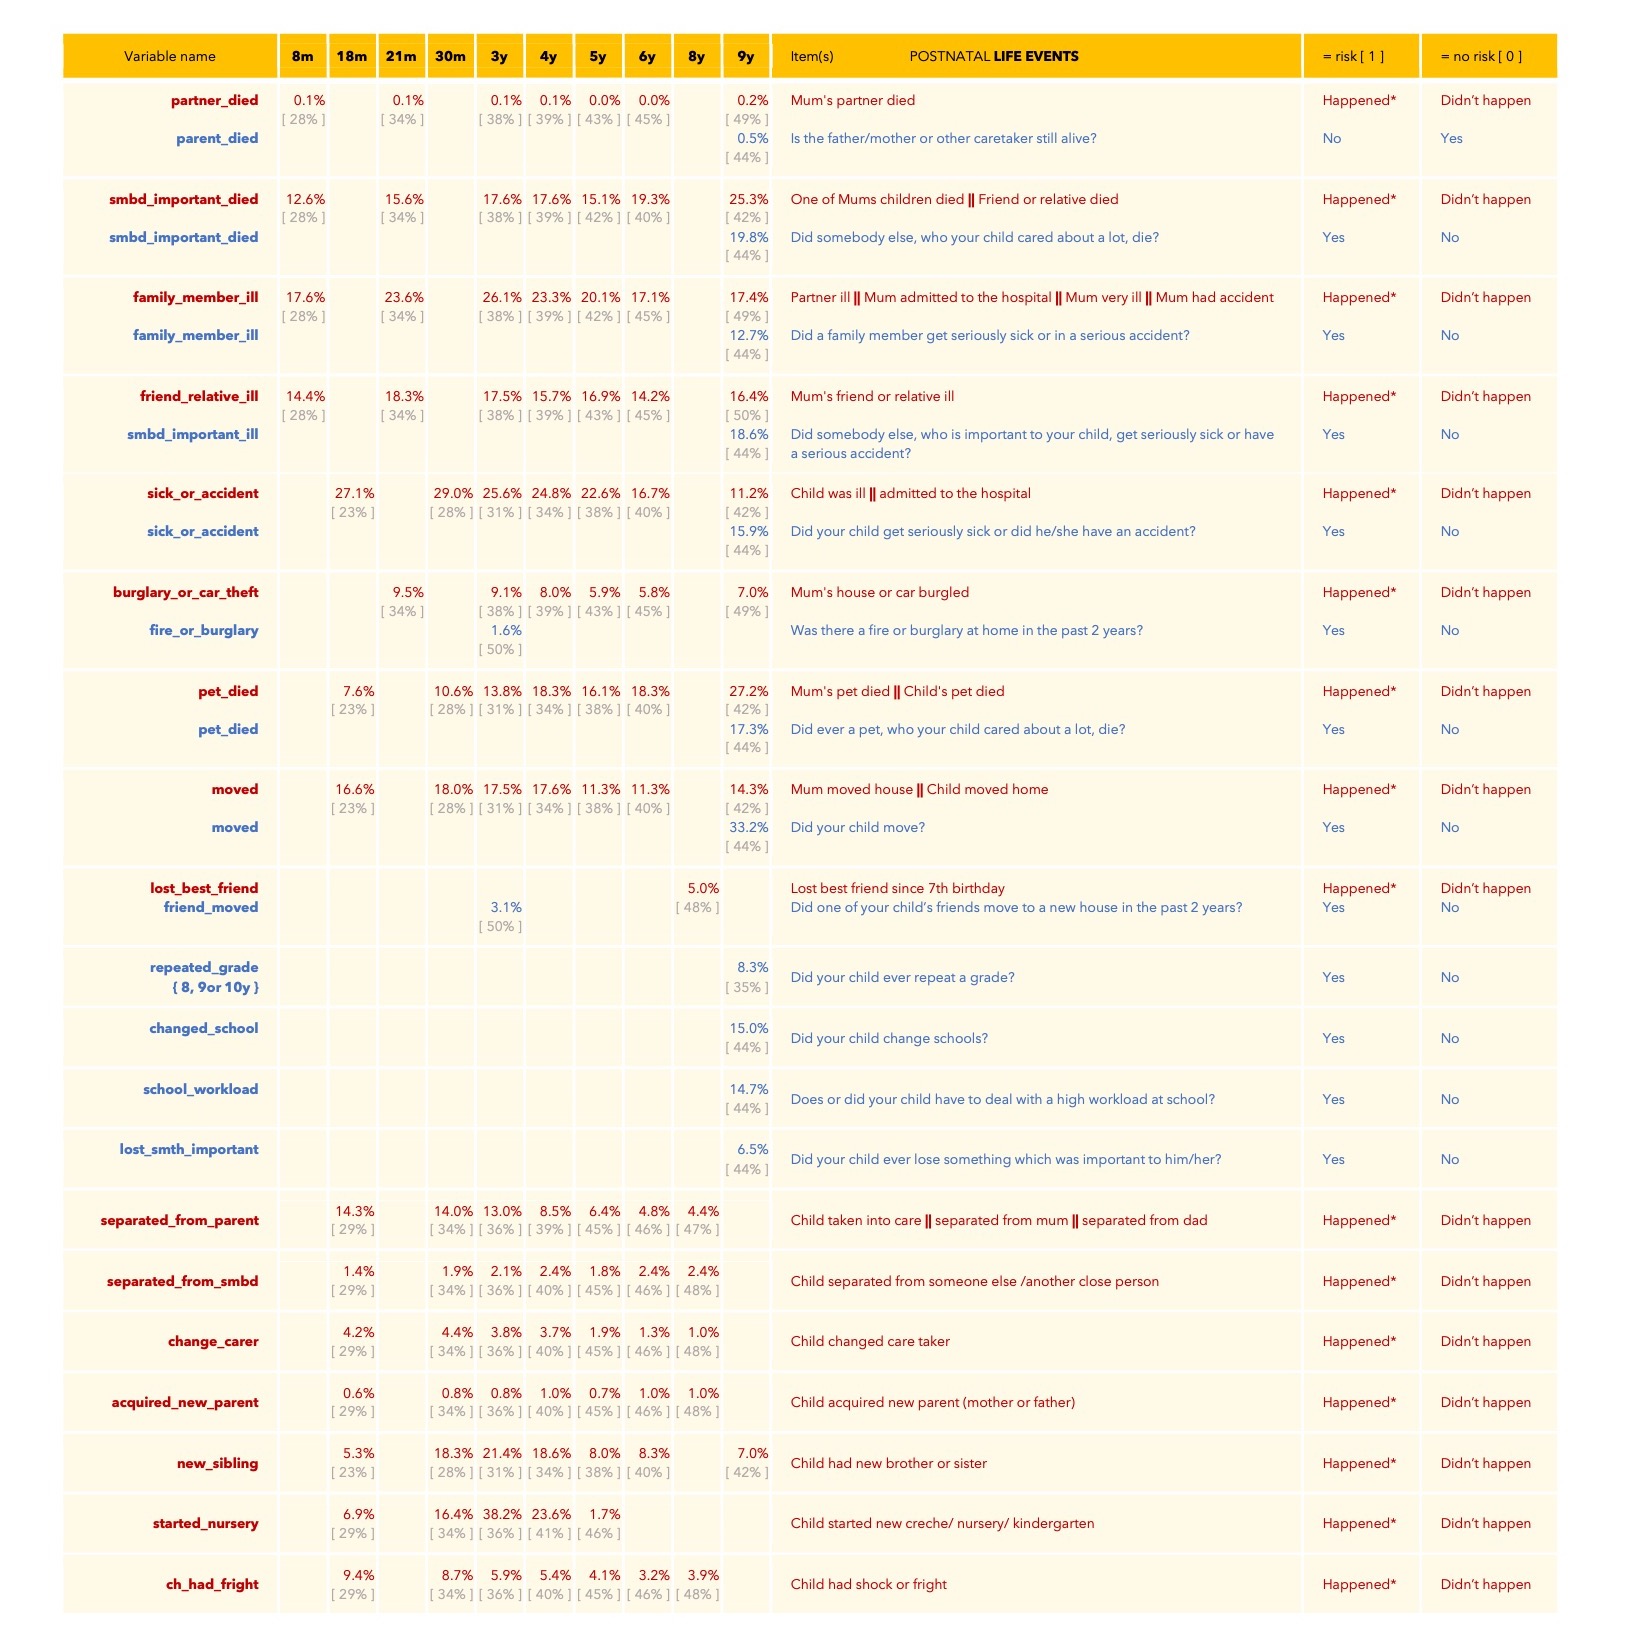 Variable name 8m 18m 21m 30m 3y 4y 5y 6y 8y 9y Item(s) POSTNATAL LIFE EVENTS = risk [ 1 ] = no risk [ 0 ]
partner_died 0.1% 0.1% 0.1% 0.1% 0.0% 0.0% 0.2% Mum's partner died Happened* Didn't happen
[ 28% ] [ 34% ] [ 38% ] [ 39% ] [ 43% ] [ 45% ] [ 49% ]
parent_died 0.5% Is the father/mother or other caretaker still alive? No Yes
[ 44% ]
smbd_important_died 12.6% 15.6% 17.6% 17.6% 15.1% 19.3% 25.3% One of Mums children died || Friend or relative died Happened* Didn't happen
[ 28% ] [ 34% ] [ 38% ] [ 39% ] [ 42% ] [ 40% ] [ 42% ]
smbd_important_died 19.8% Did somebody else, who your child cared about a lot, die? Yes No
[ 44% ]
family_member_ill 17.6% 23.6% 26.1% 23.3% 20.1% 17.1% 17.4% Partner ill || Mum admitted to the hospital || Mum very ill || Mum had accident Happened* Didn't happen
[ 28% ] [ 34% ] [ 38% ] [ 39% ] [ 42% ] [ 45% ] [ 49% ]
family_member_ill 12.7% Did a family member get seriously sick or in a serious accident? Yes No
[ 44% ]
friend_relative_ill 14.4% 18.3% 17.5% 15.7% 16.9% 14.2% 16.4% Mum's friend or relative ill Happened* Didn't happen
[ 28% ] [ 34% ] [ 38% ] [ 39% ] [ 43% ] [ 45% ] [ 50% ]
smbd_important_ill 18.6% Did somebody else, who is important to your child, get seriously sick or have Yes No
[ 44% ] a serious accident?
sick_or_accident 27.1% 29.0% 25.6% 24.8% 22.6% 16.7% 11.2% Child was ill || admitted to the hospital Happened* Didn't happen
[ 23% ] [ 28% ] [ 31% ] [ 34% ] [ 38% ] [ 40% ] [ 42% ]
sick_or_accident 15.9% Did your child get seriously sick or did he/she have an accident? Yes No
[ 44% ]
burglary_or_car_theft 9.5% 9.1% 8.0% 5.9% 5.8% 7.0% Mum's house or car burgled Happened* Didn't happen
[ 34% ] [ 38% ] [ 39% ] [ 43% ] [ 45% ] [ 49% ]
fire_or_burglary 1.6% Was there a fire or burglary at home in the past 2 years? Yes No
[ 50% ]
pet_died 7.6% 10.6% 13.8% 18.3% 16.1% 18.3% 27.2% Mum's pet died || Child's pet died Happened* Didn't happen
[ 23% ] [ 28% ] [ 31% ] [ 34% ] [ 38% ] [ 40% ] [ 42% ]
pet_died 17.3% Did ever a pet, who your child cared about a lot, die? Yes No
[ 44% ]
moved 16.6% 18.0% 17.5% 17.6% 11.3% 11.3% 14.3% Mum moved house || Child moved home Happened* Didn't happen
[ 23% ] [ 28% ] [ 31% ] [ 34% ] [ 38% ] [ 40% ] [ 42% ]
moved 33.2% Did your child move? Yes No
[ 44% ]
lost_best_friend 5.0% Lost best friend since 7th birthday Happened* Didn't happen
friend_moved 3.1% [ 48% ] Did one of your child's friends move to a new house in the past 2 years? Yes No
[ 50% ]
repeated_grade 8.3% Did your child ever repeat a grade? Yes No
{ 8, 9or 10y } [ 35% ]
changed_school 15.0% Did your child change schools? Yes No
[ 44% ]
school_workload 14.7% Does or did your child have to deal with a high workload at school? Yes No
[ 44% ]
lost_smth_important 6.5% Did your child ever lose something which was important to him/her? Yes No
[ 44% ]
separated_from_parent 14.3% 14.0% 13.0% 8.5% 6.4% 4.8% 4.4% Child taken into care || separated from mum || separated from dad Happened* Didn't happen
[ 29% ] [ 34% ] [ 36% ] [ 39% ] [ 45% ] [ 46% ] [ 47% ]
separated_from_smbd 1.4% 1.9% 2.1% 2.4% 1.8% 2.4% 2.4% Child separated from someone else /another close person Happened* Didn't happen
[ 29% ] [ 34% ] [ 36% ] [ 40% ] [ 45% ] [ 46% ] [ 48% ]
change_carer 4.2% 4.4% 3.8% 3.7% 1.9% 1.3% 1.0% Child changed care taker Happened* Didn't happen
[ 29% ] [ 34% ] [ 36% ] [ 40% ] [ 45% ] [ 46% ] [ 48% ]
acquired_new_parent 0.6% 0.8% 0.8% 1.0% 0.7% 1.0% 1.0% Child acquired new parent (mother or father) Happened* Didn't happen
[ 29% ] [ 34% ] [ 36% ] [ 40% ] [ 45% ] [ 46% ] [ 48% ]
new_sibling 5.3% 18.3% 21.4% 18.6% 8.0% 8.3% 7.0% Child had new brother or sister Happened* Didn't happen
[ 23% ] [ 28% ] [ 31% ] [ 34% ] [ 38% ] [ 40% ] [ 42% ]
started_nursery 6.9% 16.4% 38.2% 23.6% 1.7% Child started new creche/ nursery/ kindergarten Happened* Didn't happen
[ 29% ] [ 34% ] [ 36% ] [ 41% ] [ 46% ]
ch_had_fright 9.4% 8.7% 5.9% 5.4% 4.1% 3.2% 3.9% Child had shock or fright Happened* Didn't happen
[ 29% ] [ 34% ] [ 36% ] [ 40% ] [ 45% ] [ 46% ] [ 48% ]